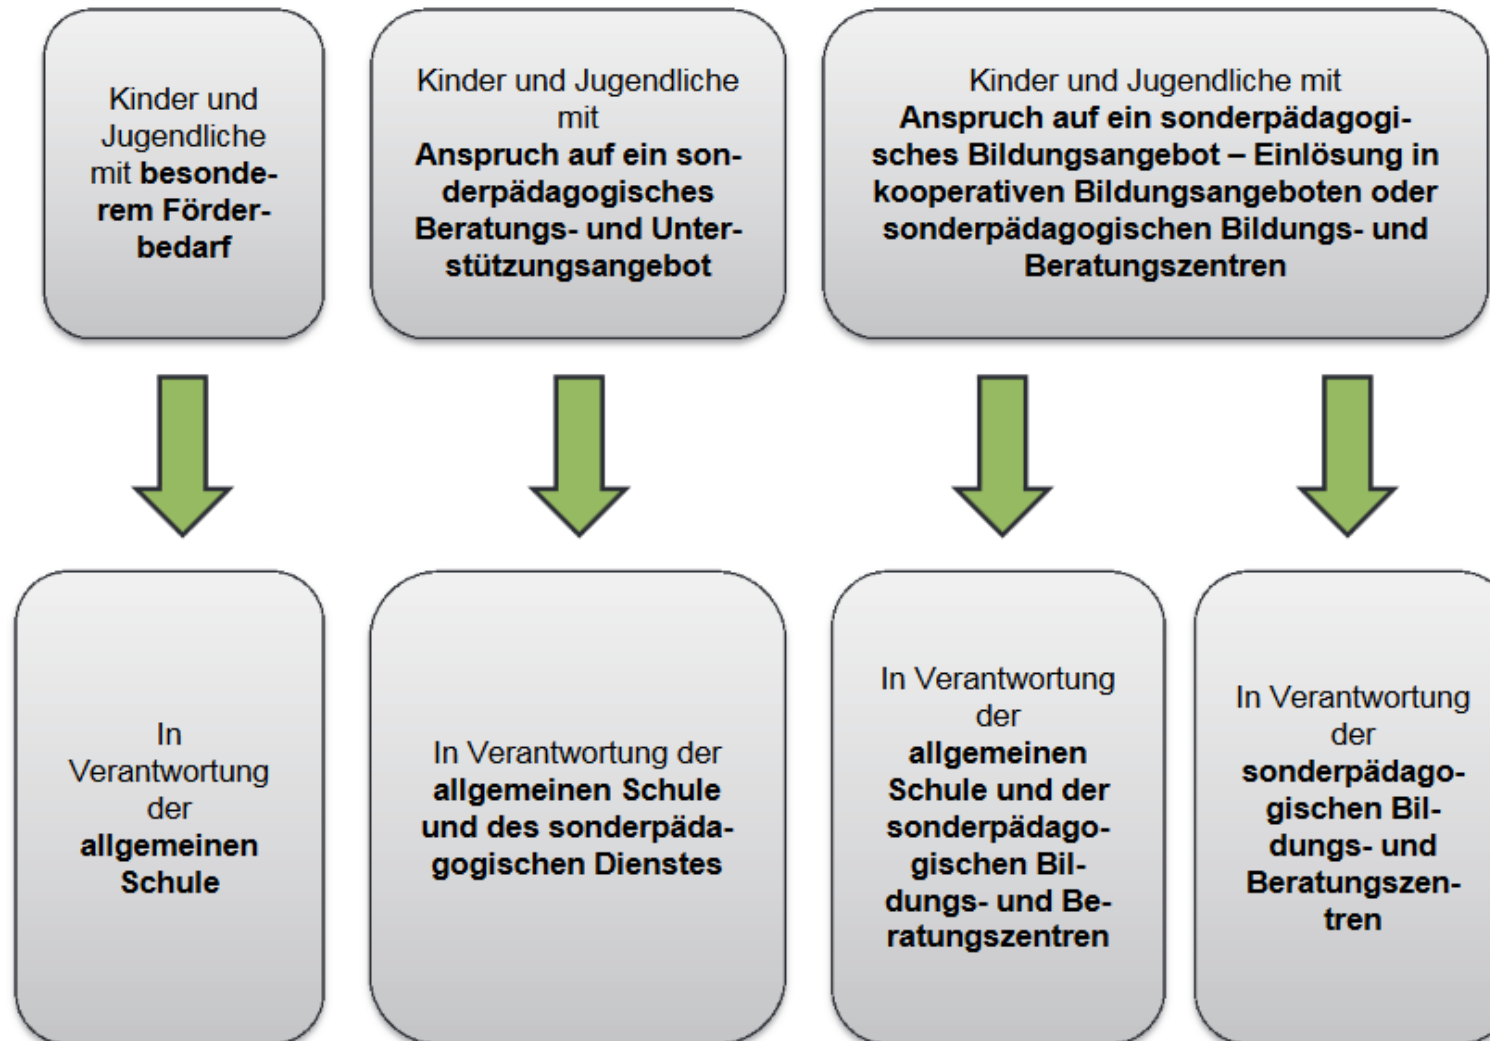 Kinder und
Jugendliche
mit besonde-
rem Förder-
bedarf
Kinder und Jugendliche
mit
Anspruch auf ein son-
derpädagogisches
Beratungs- und Unter-
stützungsangebot
Kinder und Jugendliche mit
Anspruch auf ein sonderpädagogi-
sches Bildungsangebot – Einlösung in
kooperativen Bildungsangeboten oder
sonderpädagogischen Bildungs- und
Beratungszentren
In
Verantwortung
der
allgemeinen
Schule
In Verantwortung der
allgemeinen Schule
und des sonderpäda-
gogischen Dienstes
In Verantwortung
der
allgemeinen
Schule und der
sonderpädago-
gischen Bil-
dungs- und Be-
ratungszentren
In Verantwortung
der
sonderpädago-
gischen Bil-
dungs- und
Beratungszen-
tren